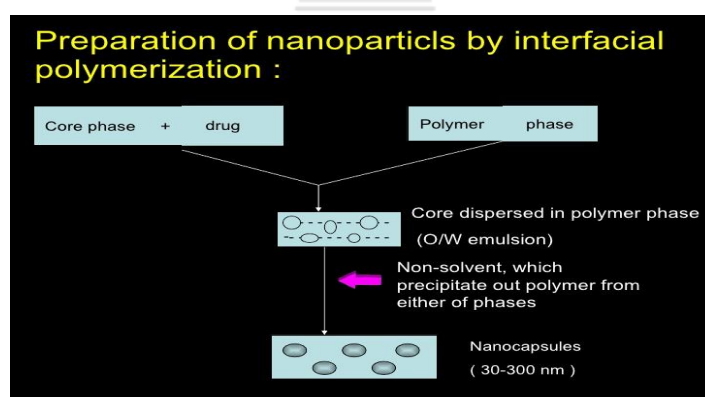 Preparation of nanoparticls by interfacial
polymerization :
Core phase + drug
Polymer phase
Core dispersed in polymer phase
(O/W emulsion)
Non-solvent, which
precipitate out polymer from
either of phases
Nanocapsules
( 30-300 nm )